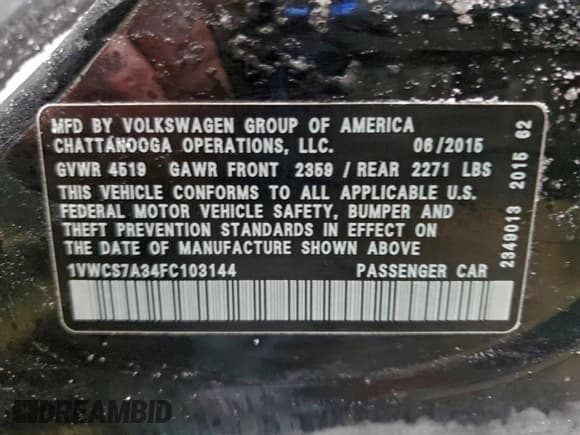 MFD BY VOLKSWAGEN GROUP OF AMERICA
CHATTANOOGA OPERATIONS, LLC. 06/2015
GVWR 4519 GAWR FRONT 2359 / REAR 2271 LBS
THIS VEHICLE CONFORMS TO ALL APPLICABLE U.S.
FEDERAL MOTOR VEHICLE SAFETY, BUMPER AND
THEFT PREVENTION STANDARDS IN EFFECT ON
THE DATE OF MANUFACTURE SHOWN ABOVE
1VWCS7A34FC103144 PASSENGER CAR
2349013 2015 62
DREAMBID